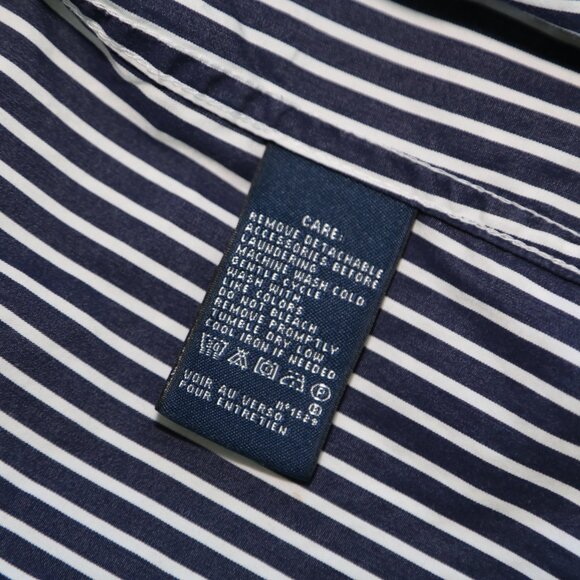 CARE:
REMOVE DETACHABLE
ACCESSORIES BEFORE
LAUNDERING
MACHINE WASH COLD
GENTLE CYCLE
WASH WITH
LIKE COLORS
DO NOT BLEACH
REMOVE PROMPTLY
TUMBLE DRY LOW
COOL IRON IF NEEDED
VOIR AU VERSO
POUR ENTRETIEN